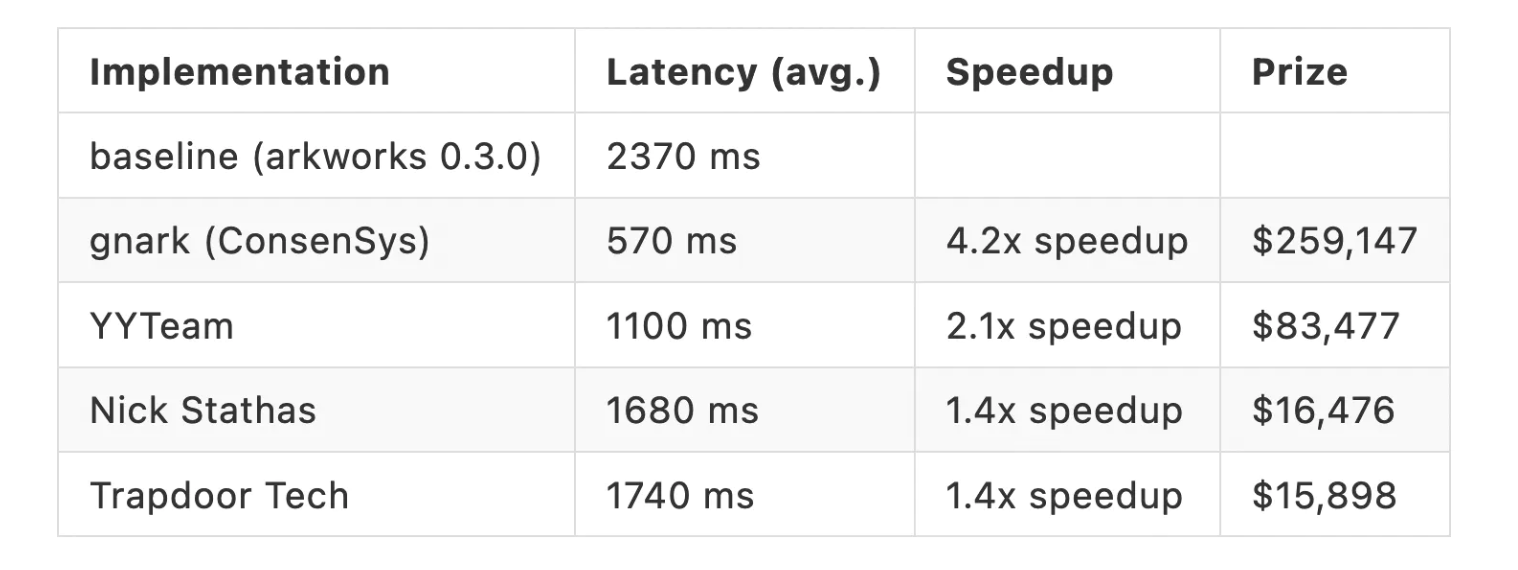 Implementation Latency (avg.) Speedup Prize
baseline (arkworks 0.3.0) 2370 ms
gnark (ConsenSys) 570 ms 4.2x speedup $259,147
YYTeam 1100 ms 2.1x speedup $83,477
Nick Stathas 1680 ms 1.4x speedup $16,476
Trapdoor Tech 1740 ms 1.4x speedup $15,898